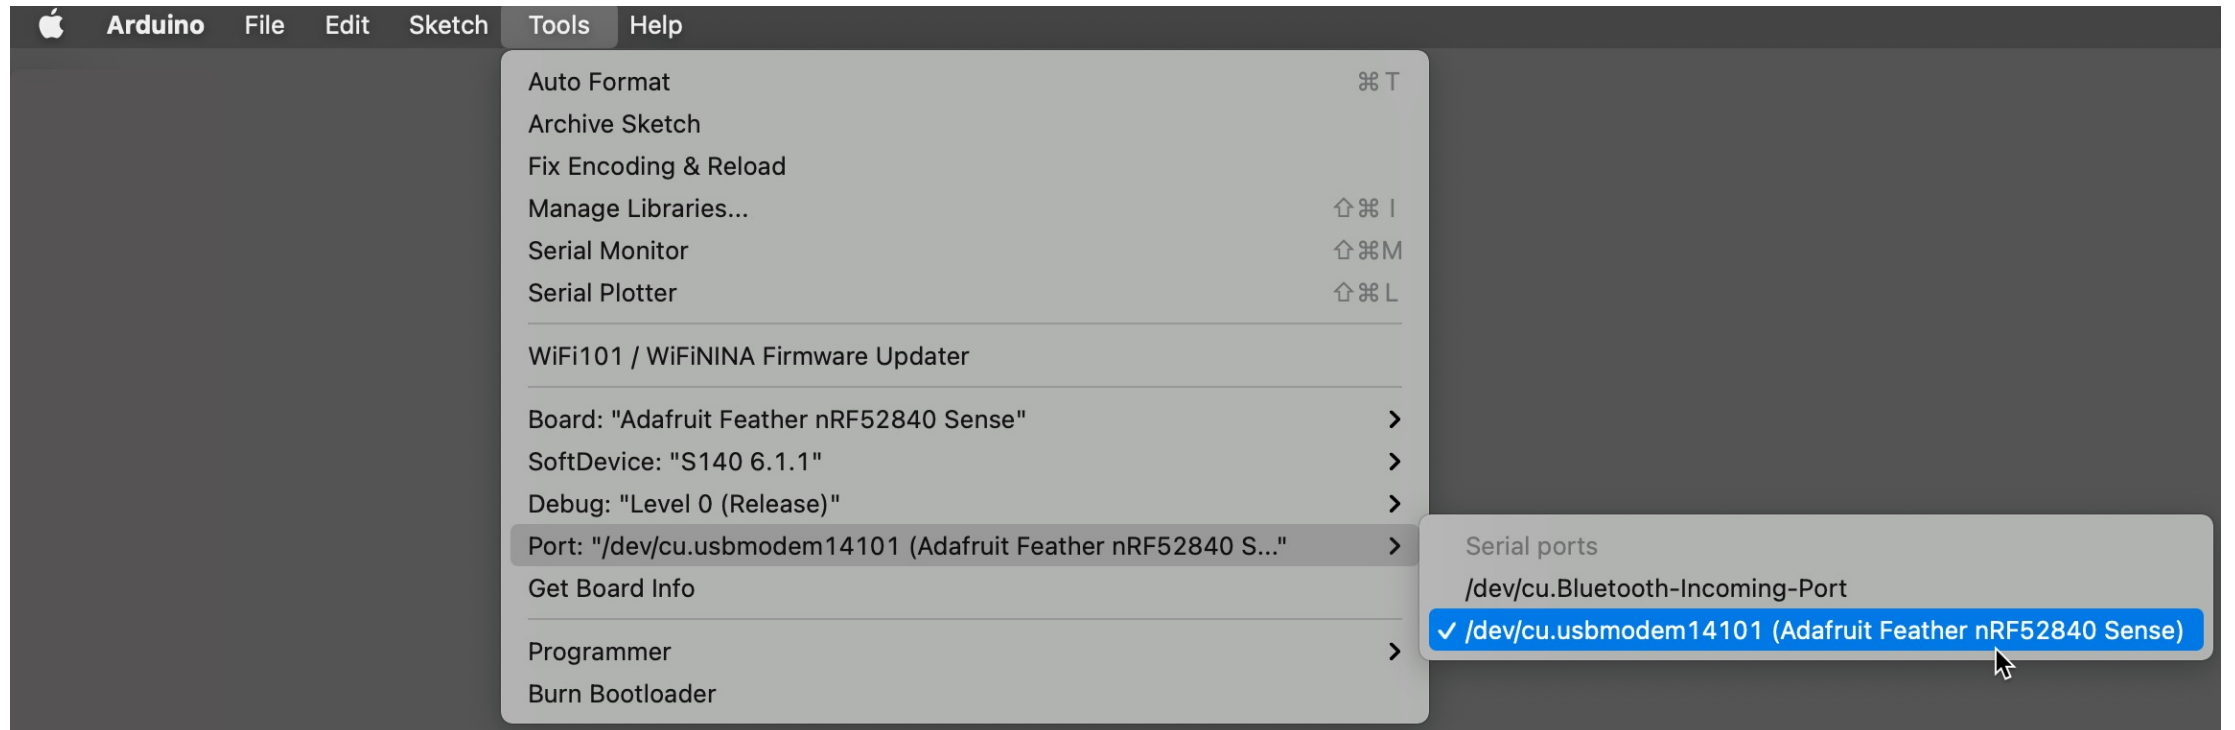 Arduino File Edit Sketch Tools Help
Auto Format ⌘T
Archive Sketch
Fix Encoding & Reload
Manage Libraries... ⇧⌘I
Serial Monitor ⇧⌘M
Serial Plotter ⇧⌘L
WiFi101 / WiFiNINA Firmware Updater
Board: "Adafruit Feather nRF52840 Sense"
SoftDevice: "S140 6.1.1"
Debug: "Level 0 (Release)"
Port: "/dev/cu.usbmodem14101 (Adafruit Feather nRF52840 S..."
Get Board Info
Programmer
Burn Bootloader
Serial ports
/dev/cu.Bluetooth-Incoming-Port
✓ /dev/cu.usbmodem14101 (Adafruit Feather nRF52840 Sense)